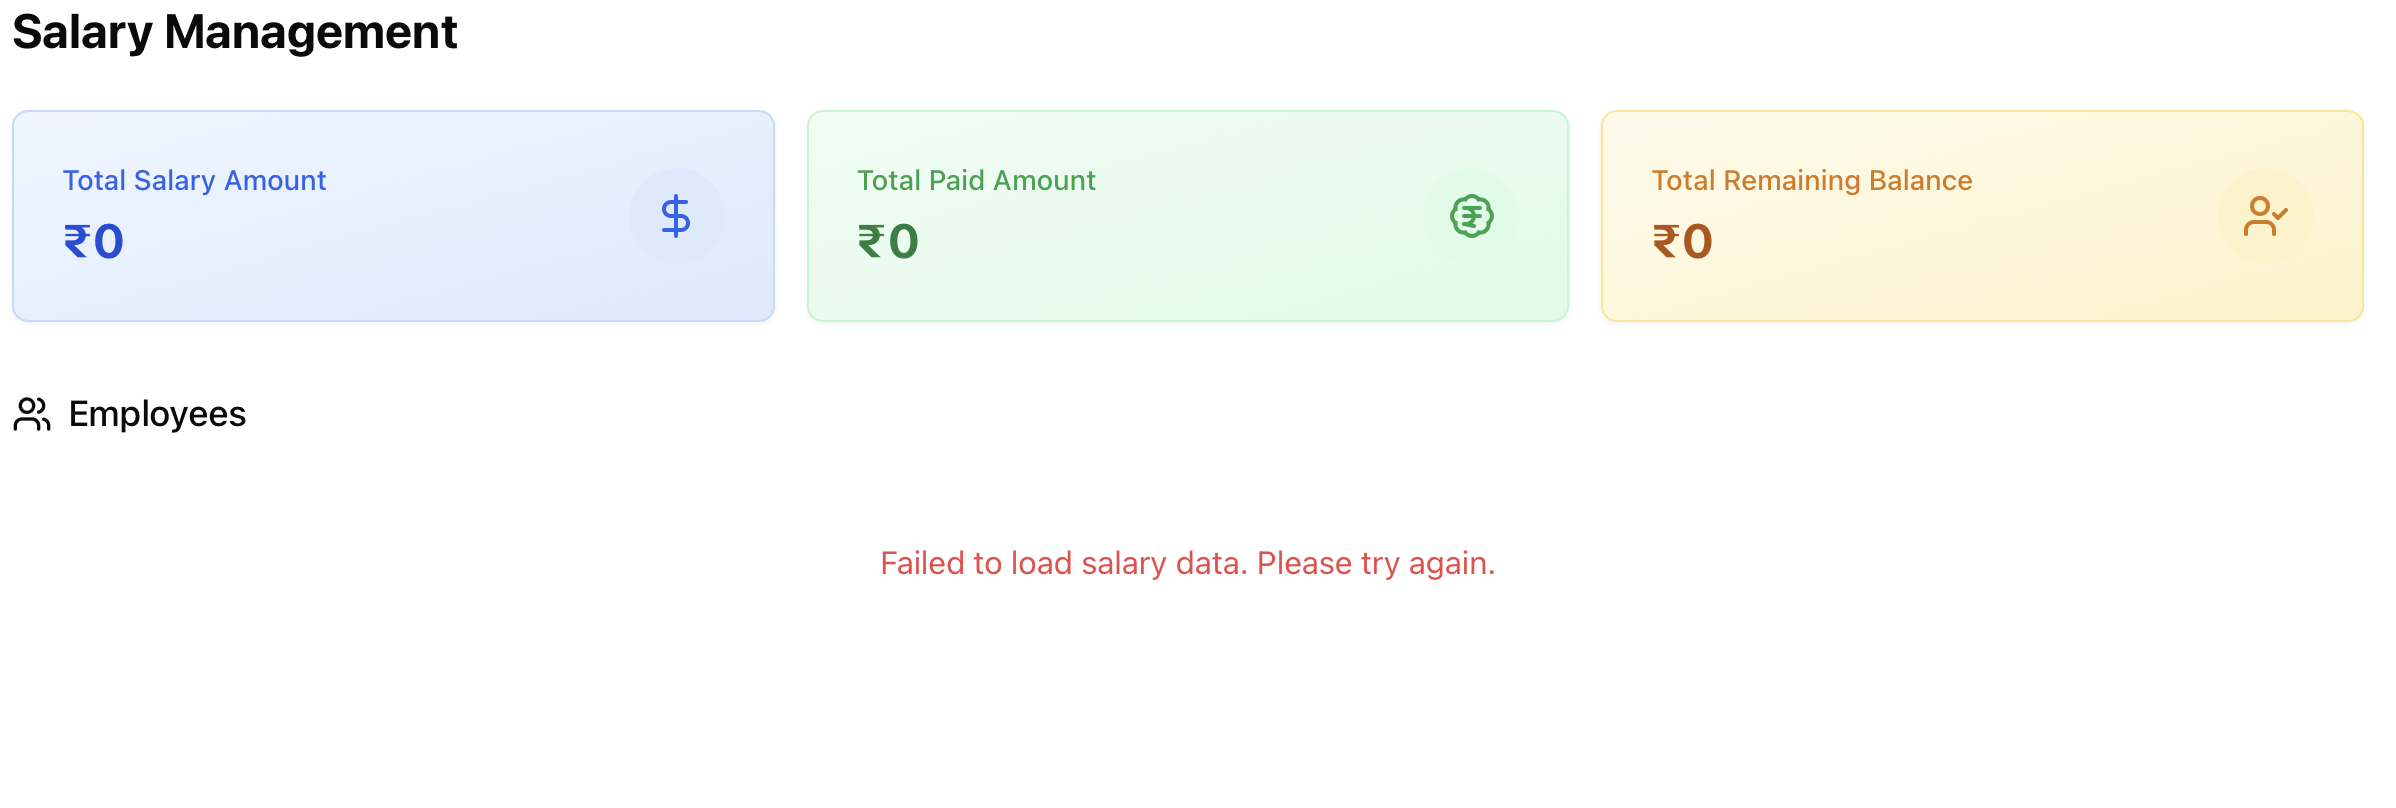 Salary Management
Total Salary Amount
₹0
Total Paid Amount
₹0
Total Remaining Balance
₹0
Employees
Failed to load salary data. Please try again.